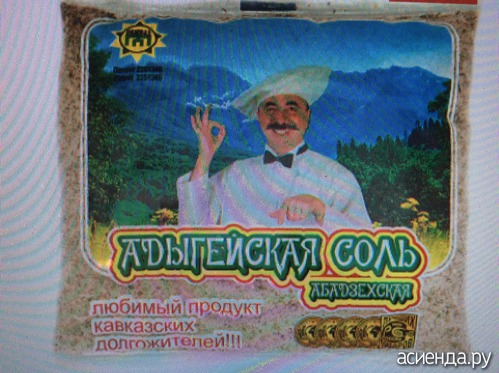 АДЫГЕЙСКАЯ СОЛЬ
АБАДЗЕХСКАЯ
любимый продукт
кавказских
долгожителей!!!
асиенда.ру